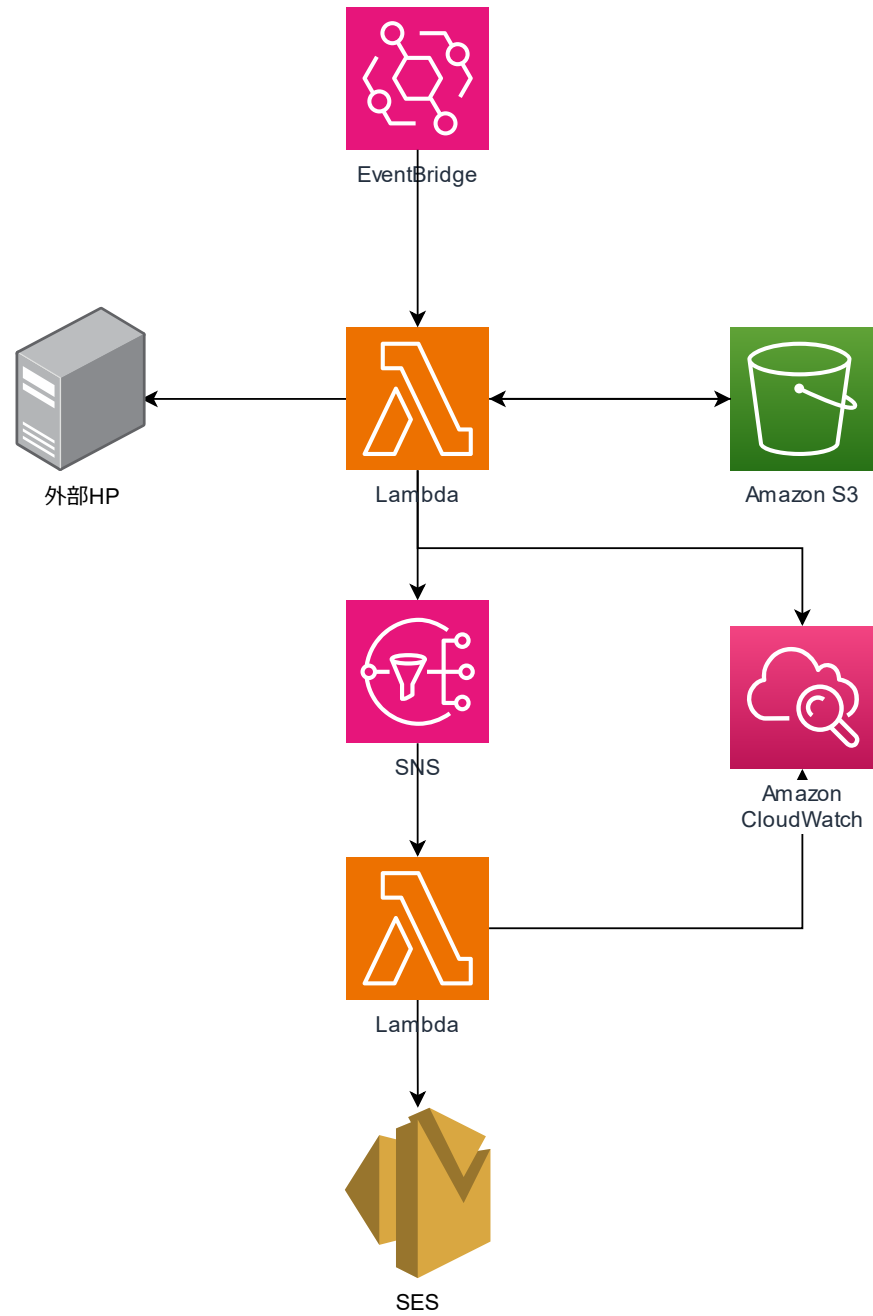 EventBridge
外部HP
Lambda
Amazon S3
SNS
Amazon
CloudWatch
Lambda
SES